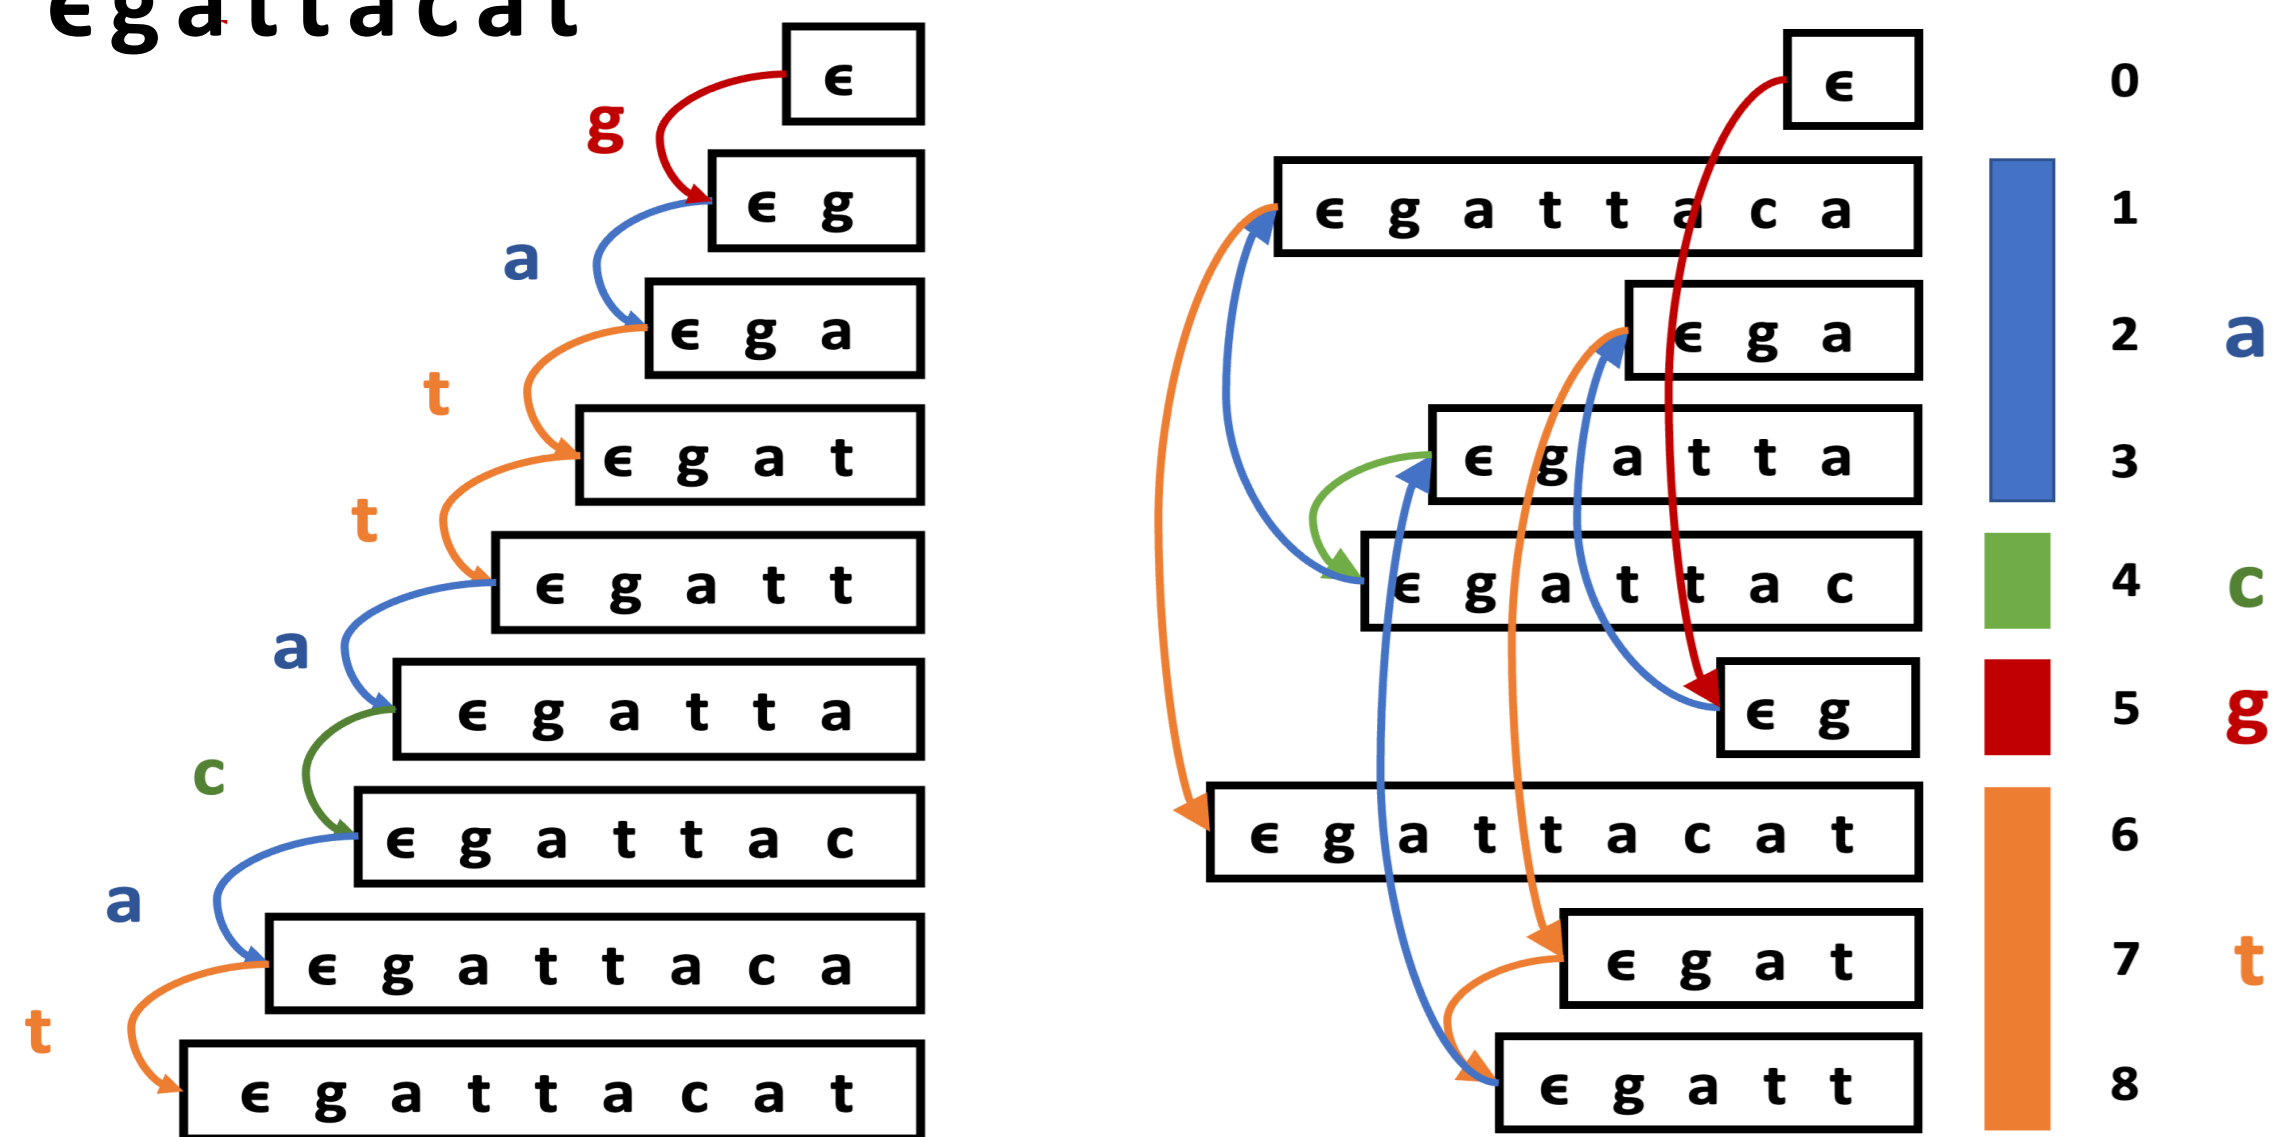 ϵ g a t t a c a t
ϵ
g
ϵ g
a
ϵ g a
t
ϵ g a t
t
ϵ g a t t
a
ϵ g a t t a
c
ϵ g a t t a c
a
ϵ g a t t a c a
t
ϵ g a t t a c a t
ϵ 0
ϵ g a t t a c a 1
ϵ g a 2 a
ϵ g a t t a 3
ϵ g a t t a c 4 c
ϵ g 5 g
ϵ g a t t a c a t 6
ϵ g a t 7 t
ϵ g a t t 8